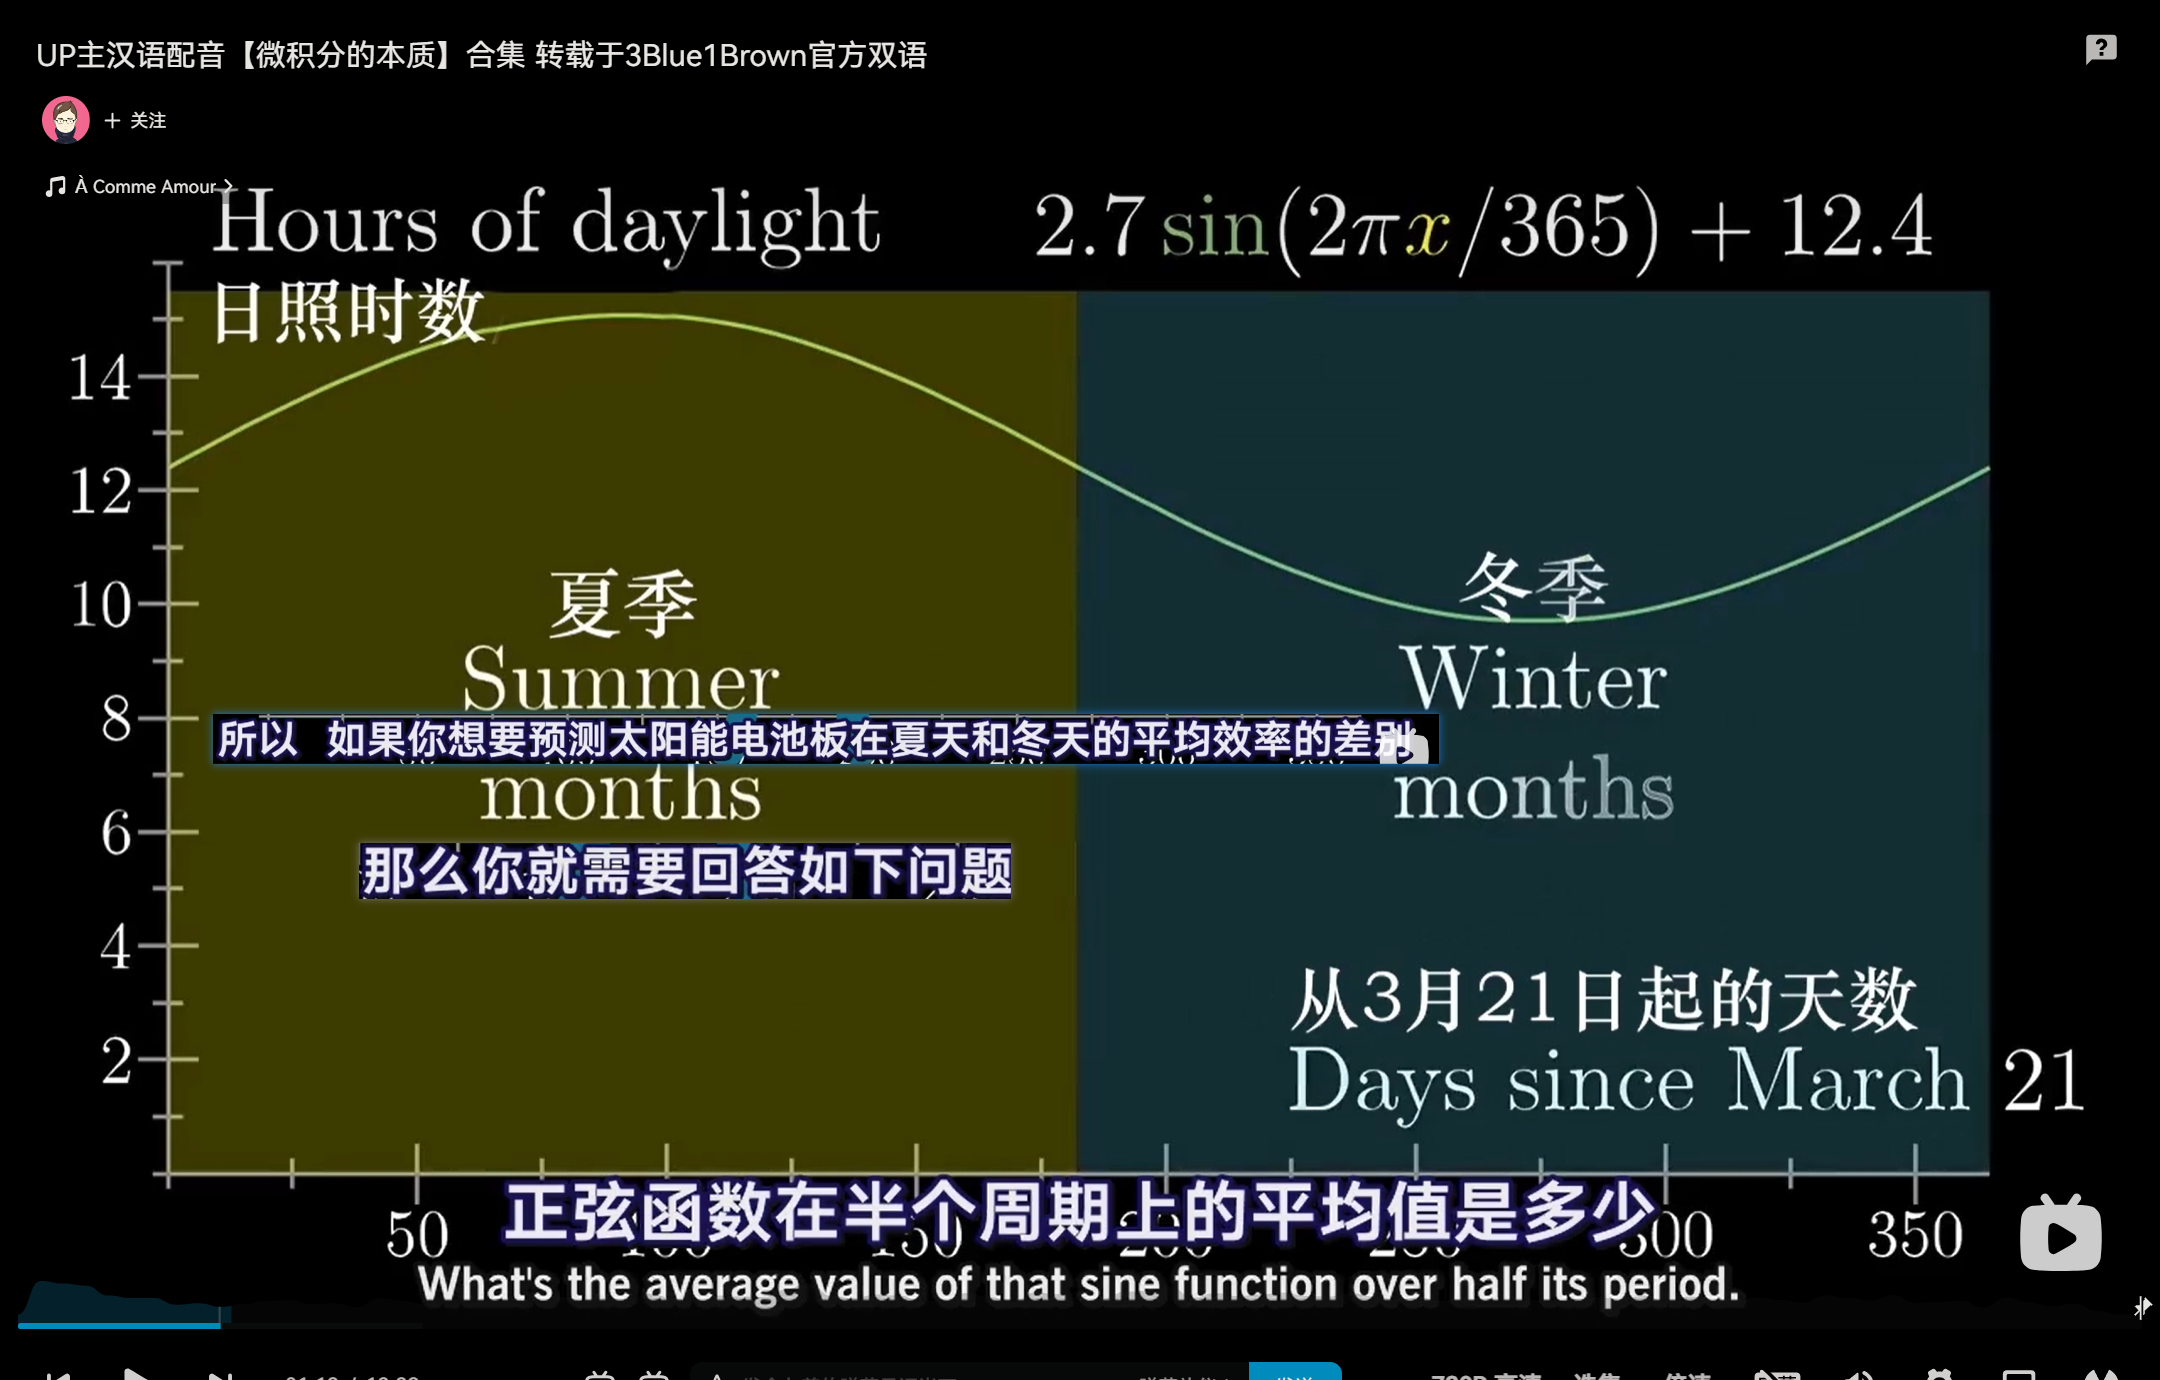 UP主汉语配音【微积分的本质】合集 转载于3Blue1Brown官方双语
+ 关注
À Comme Amour
Hours of daylight
2.7 sin(2πx/365) + 12.4
日照时数
14
12
10
8
6
4
2
夏季
Summer
months
冬季
Winter
months
所以 如果你想要预测太阳能电池板在夏天和冬天的平均效率的差别
那么你就需要回答如下问题
从3月21日起的天数
Days since March 21
50
350
正弦函数在半个周期上的平均值是多少
What's the average value of that sine function over half its period.